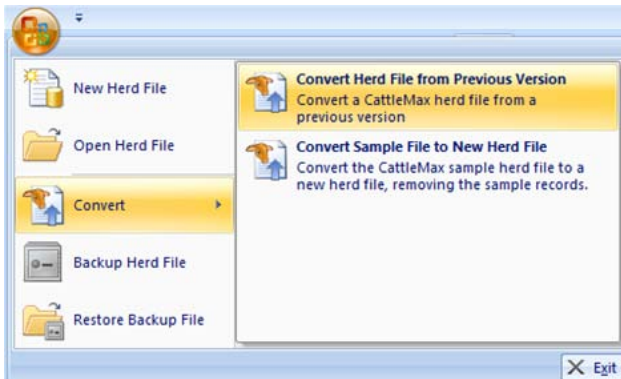 New Herd File
Open Herd File
Convert
Backup Herd File
Restore Backup File
Convert Herd File from Previous Version
Convert a CattleMax herd file from a
previous version
Convert Sample File to New Herd File
Convert the CattleMax sample herd file to a
new herd file, removing the sample records.
Exit